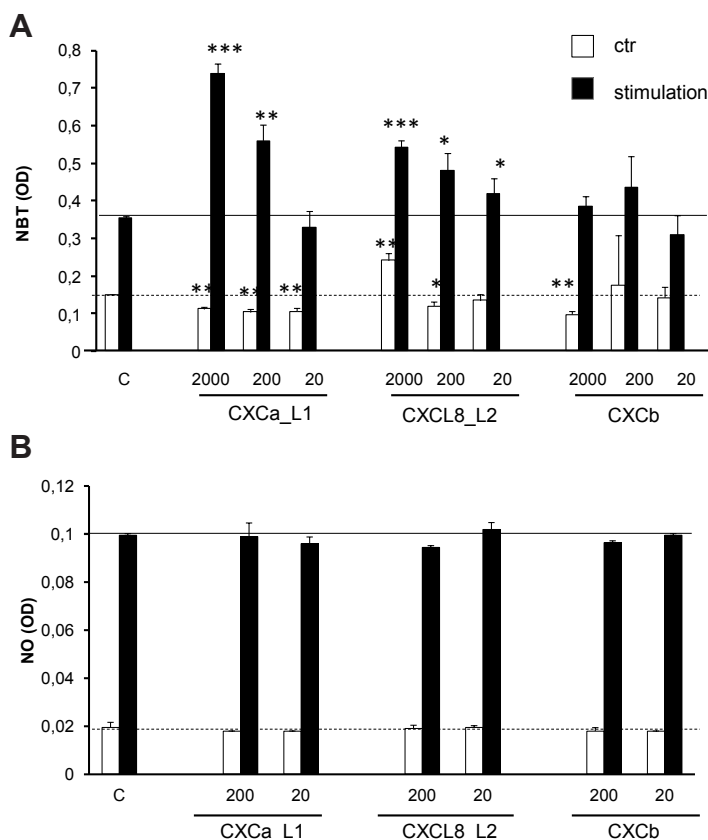 A
ctr
stimulation
NBT (OD)
0,8
0,7
0,6
0,5
0,4
0,3
0,2
0,1
0
***
**
**
**
**
***
*
*
**
*
**
C 2000 200 20 2000 200 20 2000 200 20
CXCa_L1 CXCL8_L2 CXCb
B
NO (OD)
0,12
0,1
0,08
0,06
0,04
0,02
0
C 200 20 200 20 200 20
CXCa_L1 CXCL8_L2 CXCb